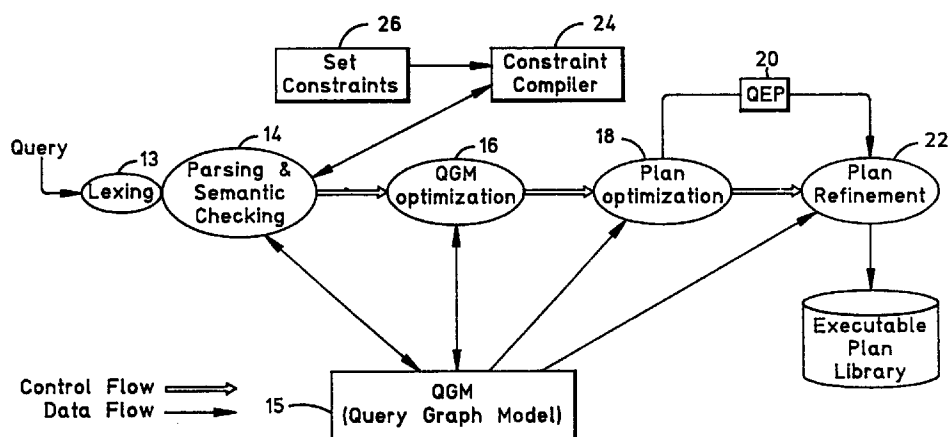 26
Set
Constraints
24
Constraint
Compiler
20
QEP
Query
13
Lexing
14
Parsing &
Semantic
Checking
16
QGM
optimization
18
Plan
optimization
22
Plan
Refinement
Executable
Plan
Library
Control Flow
Data Flow
15
QGM
(Query Graph Model)